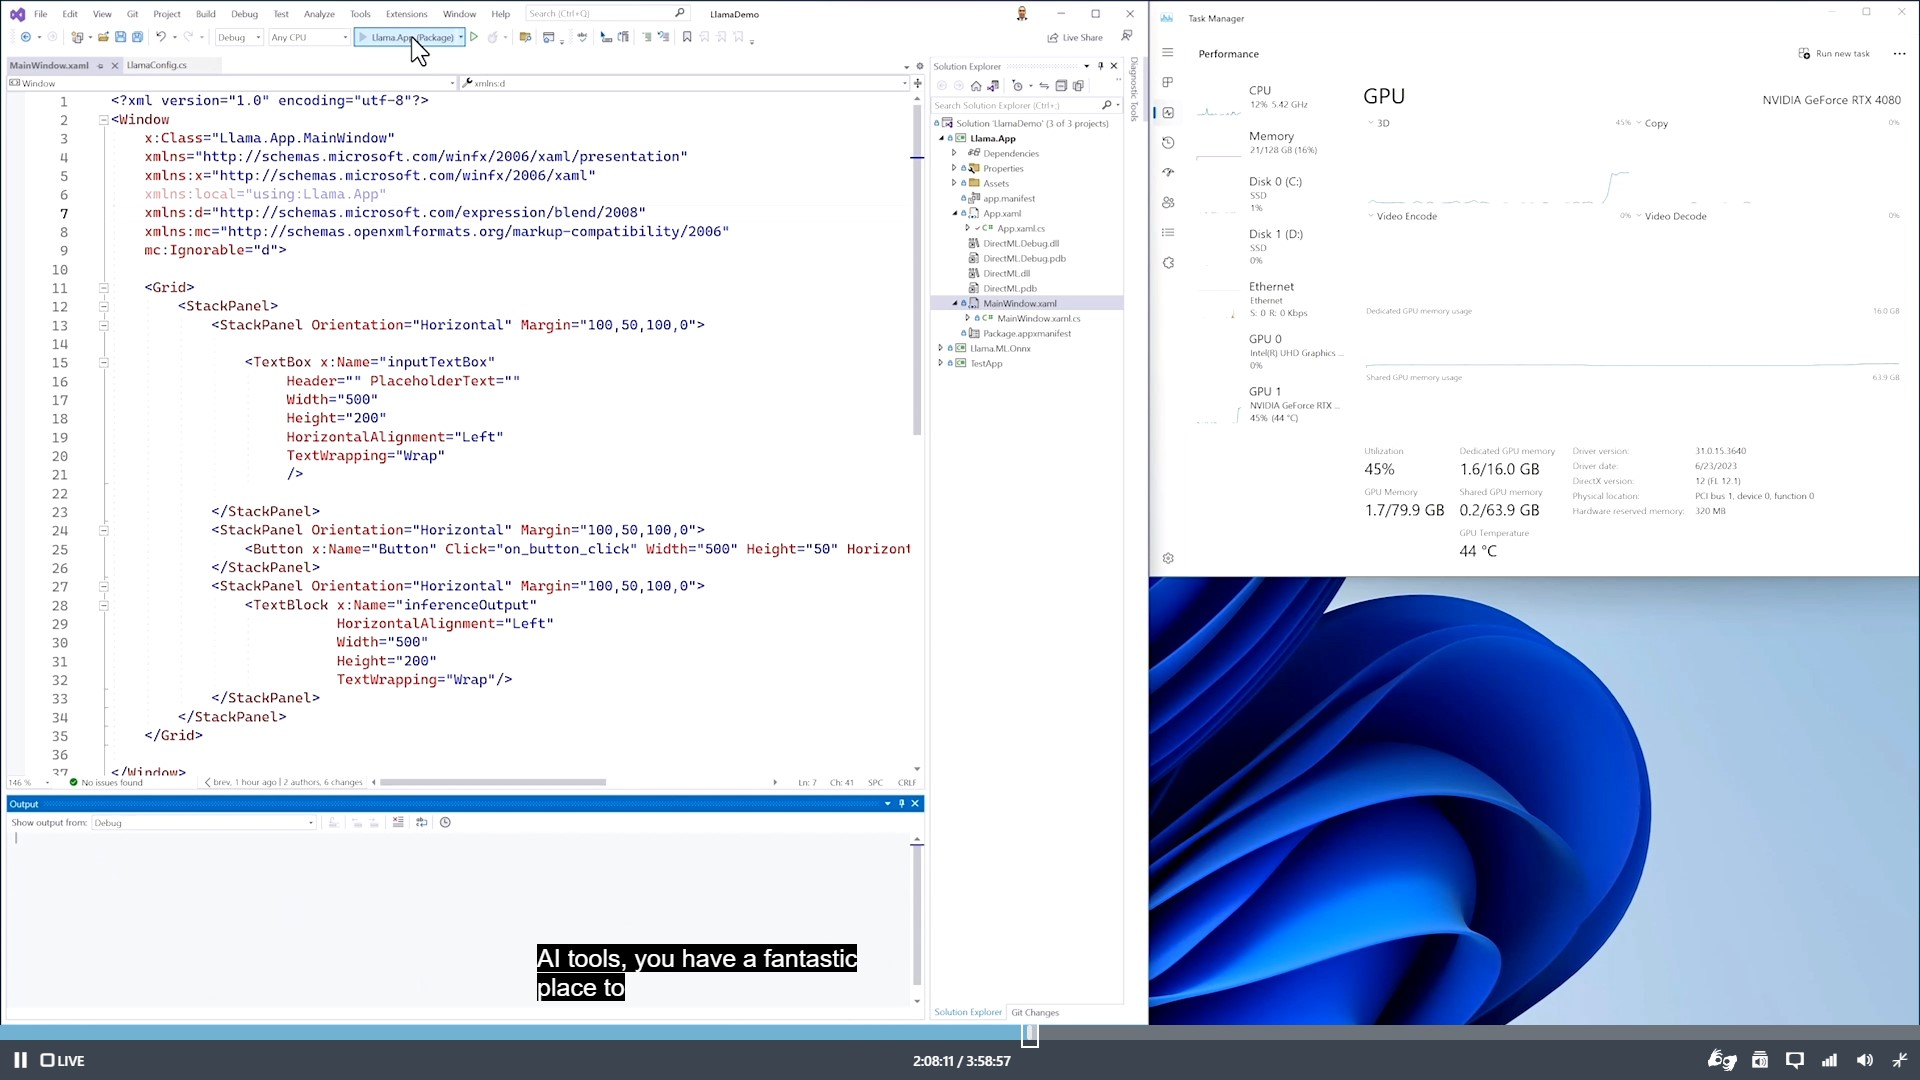 File Edit View Git Project Build Debug Test Analyze Tools Extensions Window Help Search (Ctrl+Q) LlamaDemo
Debug Any CPU Llama.App (Package) Live Share
MainWindow.xaml LlamaConfig.cs
Window xmlns:d
1 <?xml version="1.0" encoding="utf-8"?>
2 <Window
3 x:Class="Llama.App.MainWindow"
4 xmlns="http://schemas.microsoft.com/winfx/2006/xaml/presentation"
5 xmlns:x="http://schemas.microsoft.com/winfx/2006/xaml"
6 xmlns:local="using:Llama.App"
7 xmlns:d="http://schemas.microsoft.com/expression/blend/2008"
8 xmlns:mc="http://schemas.openxmlformats.org/markup-compatibility/2006"
9 mc:Ignorable="d">
10
11 <Grid>
12 <StackPanel>
13 <StackPanel Orientation="Horizontal" Margin="100,50,100,0">
14
15 <TextBox x:Name="inputTextBox"
16 Header="" PlaceholderText=""
17 Width="500"
18 Height="200"
19 HorizontalAlignment="Left"
20 TextWrapping="Wrap"
21 />
22
23 </StackPanel>
24 <StackPanel Orientation="Horizontal" Margin="100,50,100,0">
25 <Button x:Name="Button" Click="on_button_click" Width="500" Height="50" Horizont
26 </StackPanel>
27 <StackPanel Orientation="Horizontal" Margin="100,50,100,0">
28 <TextBlock x:Name="inferenceOutput"
29 HorizontalAlignment="Left"
30 Width="500"
31 Height="200"
32 TextWrapping="Wrap"/>
33 </StackPanel>
34 </StackPanel>
35 </Grid>
36
37 </Window>
146 % No issues found brev, 1 hour ago | 2 authors, 6 changes Ln: 7 Ch: 41 SPC CRLF
Output
Show output from: Debug
Solution Explorer
Search Solution Explorer (Ctrl+;)
Solution 'LlamaDemo' (3 of 3 projects)
Llama.App
Dependencies
Properties
Assets
app.manifest
App.xaml
App.xaml.cs
DirectML.Debug.dll
DirectML.Debug.pdb
DirectML.dll
DirectML.pdb
MainWindow.xaml
MainWindow.xaml.cs
Package.appxmanifest
Llama.ML.Onnx
TestApp
Solution Explorer Git Changes
Diagnostic Tools
Task Manager
Performance Run new task
CPU
12% 5.42 GHz
Memory
21/128 GB (16%)
Disk 0 (C:)
SSD
1%
Disk 1 (D:)
SSD
0%
Ethernet
Ethernet
S: 0 R: 0 Kbps
GPU 0
Intel(R) UHD Graphics ...
0%
GPU 1
NVIDIA GeForce RTX ...
45% (44 °C)
GPU NVIDIA GeForce RTX 4080
3D 45% Copy 0%
Video Encode 0% Video Decode 0%
Dedicated GPU memory usage 16.0 GB
Shared GPU memory usage 63.9 GB
Utilization
45%
GPU Memory
1.7/79.9 GB
Dedicated GPU memory
1.6/16.0 GB
Shared GPU memory
0.2/63.9 GB
GPU Temperature
44 °C
Driver version: 31.0.15.3640
Driver date: 6/23/2023
DirectX version: 12 (FL 12.1)
Physical location: PCI bus 1, device 0, function 0
Hardware reserved memory: 320 MB
AI tools, you have a fantastic
place to
LIVE 2:08:11 / 3:58:57